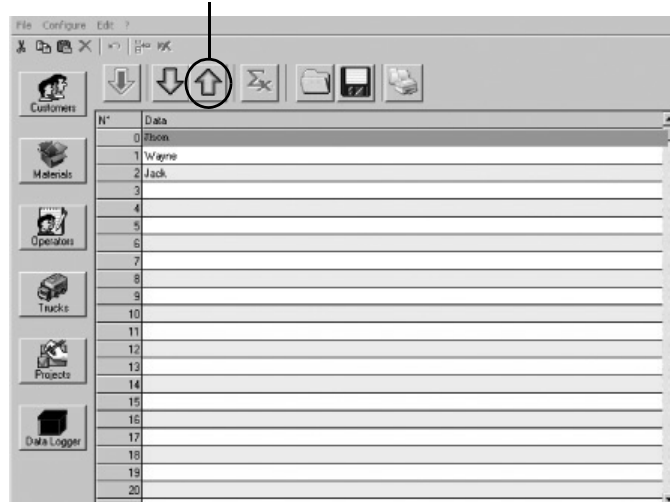 File Configure Edit ?
Customers
Materials
Operators
Trucks
Projects
Data Logger
N° Data
0
1 Wayne
2 Jack
3
4
5
6
7
8
9
10
11
12
13
14
15
16
17
18
19
20